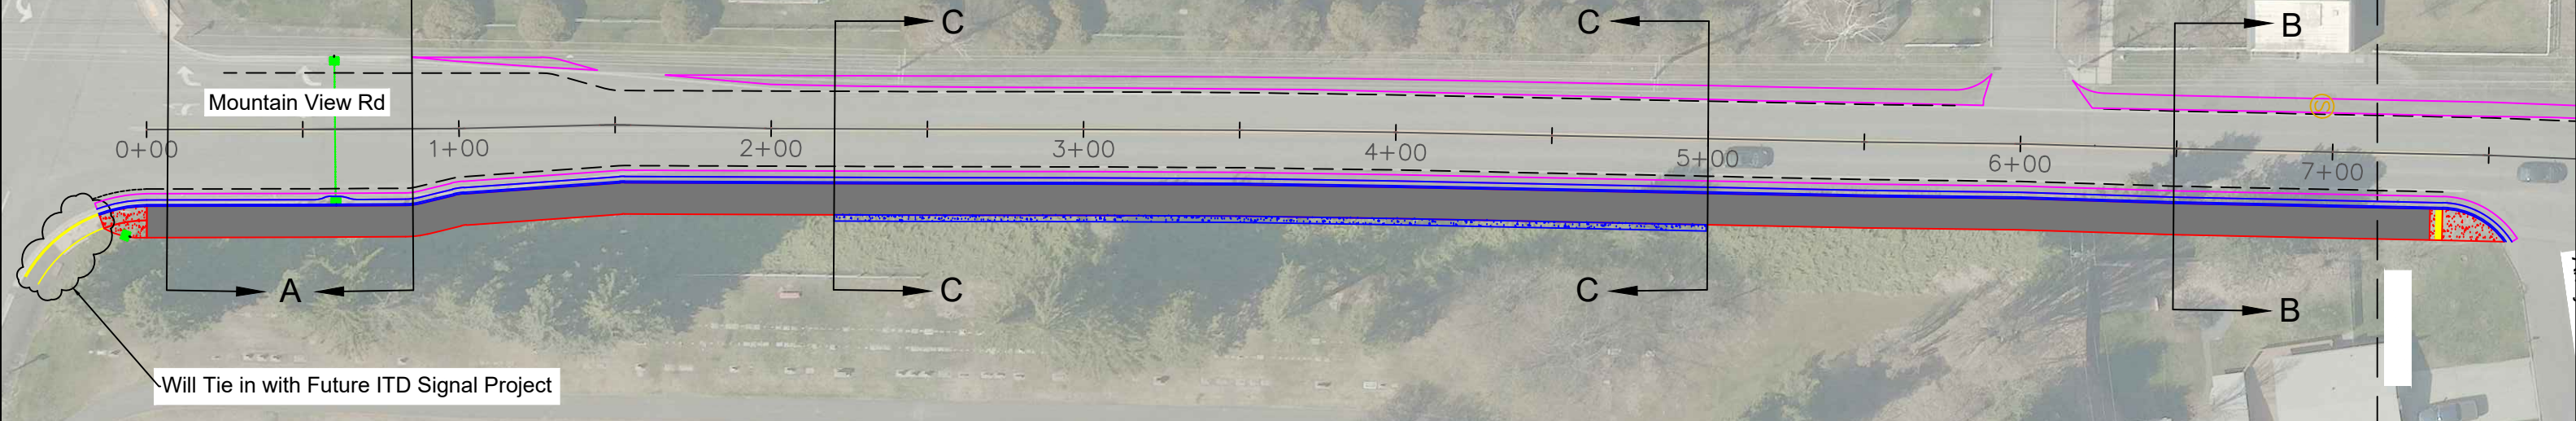 C
C
B
Mountain View Rd
S
0+00
1+00
2+00
3+00
4+00
5+00
6+00
7+00
A
C
C
B
Will Tie in with Future ITD Signal Project